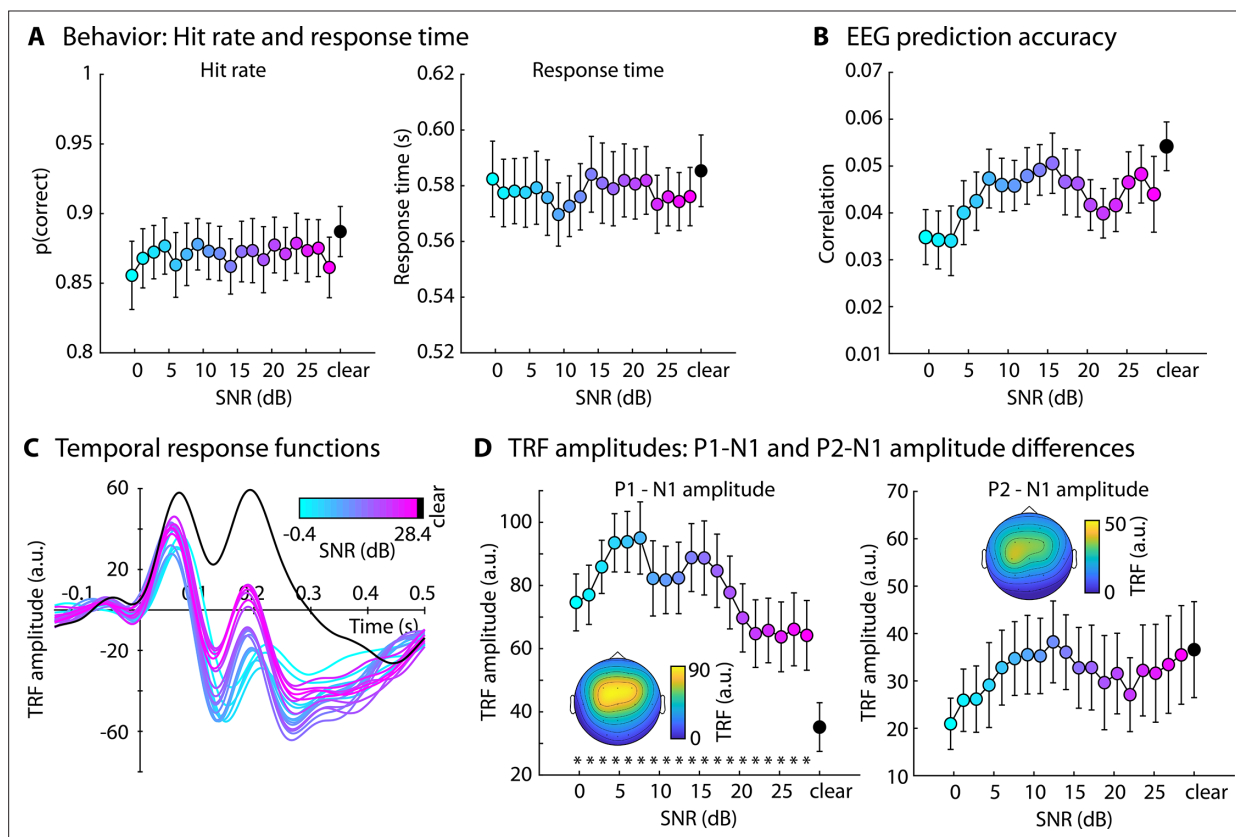 A Behavior: Hit rate and response time
Hit rate
p(correct)
1
0.95
0.9
0.85
0.8
0 5 10 15 20 25 clear
SNR (dB)
Response time
Response time (s)
0.62
0.60
0.58
0.56
0.54
0.52
0 5 10 15 20 25 clear
SNR (dB)
B EEG prediction accuracy
Correlation
0.07
0.06
0.05
0.04
0.03
0.02
0.01
0 5 10 15 20 25 clear
SNR (dB)
C Temporal response functions
TRF amplitude (a.u.)
60
20
-20
-60
-0.1 0.1 0.2 0.3 0.4 0.5
Time (s)
-0.4 28.4
SNR (dB)
clear
D TRF amplitudes: P1-N1 and P2-N1 amplitude differences
P1 - N1 amplitude
TRF amplitude (a.u.)
100
80
60
40
20
90
0
TRF (a.u.)
* * * * * * * * * * * * * * * * * * *
0 5 10 15 20 25 clear
SNR (dB)
P2 - N1 amplitude
TRF amplitude (a.u.)
70
60
50
40
30
20
10
50
0
TRF (a.u.)
0 5 10 15 20 25 clear
SNR (dB)